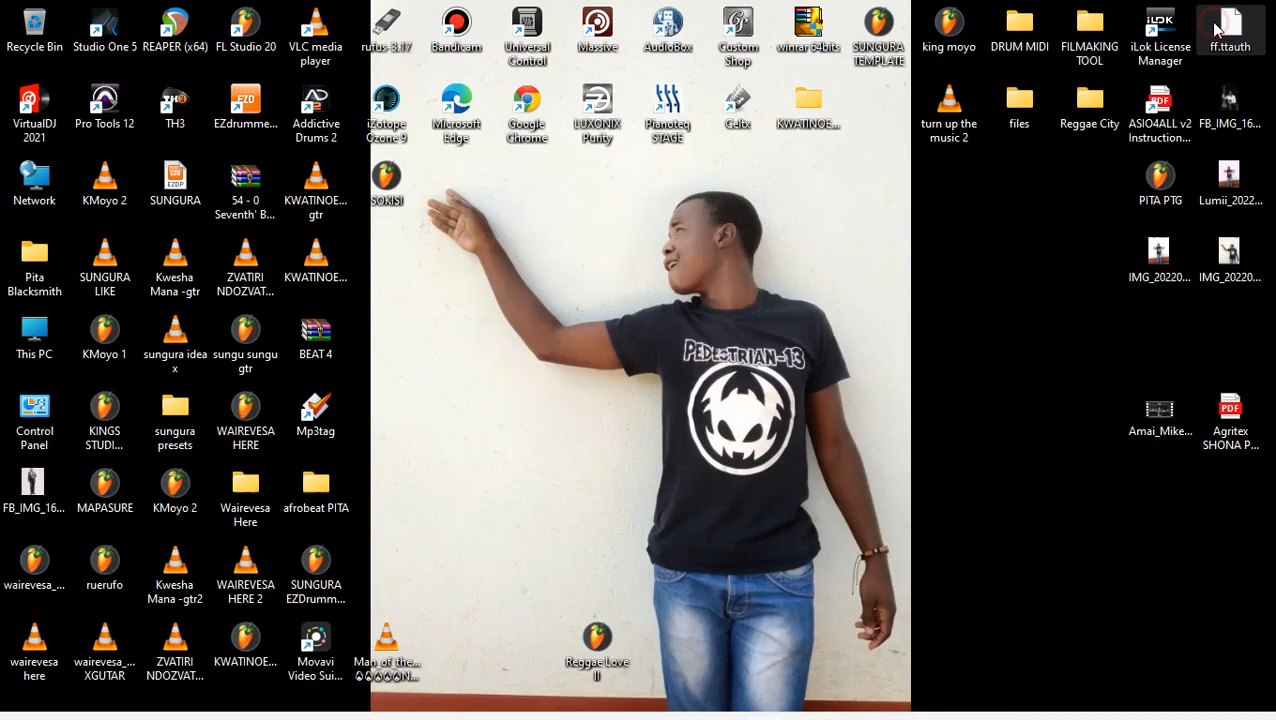 Recycle Bin
Studio One 5
REAPER (x64)
FL Studio 20
VLC media player
rufus-3.17
Bandicam
Universal Control
Massive
AudioBox
Custom Shop
winrar 64bits
SUNGURA TEMPLATE
king moyo
DRUM MIDI
FILMAKING TOOL
iLOK
iLok License Manager
ff.ttauth
VirtualDJ 2021
Pro Tools 12
TH3
EZdrumme...
Addictive Drums 2
iZotope Ozone 9
Microsoft Edge
Google Chrome
LUXONIX Purity
Pianoteq STAGE
Celtx
KWATINOE...
turn up the music 2
files
Reggae City
ASIO4ALL v2 Instruction...
FB_IMG_16...
Network
KMoyo 2
SUNGURA
54 - 0 Seventh' B...
KWATINOE... gtr
SOKISI
PITA PTG
Lumii_2022...
Pita Blacksmith
SUNGURA LIKE
Kwesha Mana -gtr
ZVATIRI NDOZVAT...
KWATINOE...
IMG_20220...
IMG_20220...
This PC
KMoyo 1
sungura idea x
sungu sungu gtr
BEAT 4
PEDESTRIAN-13
Control Panel
KINGS STUDI...
sungura presets
WAIREVESA HERE
Mp3tag
Amai_Mike...
PDF
Agritex SHONA P...
FB_IMG_16...
MAPASURE
KMoyo 2
Wairevesa Here
afrobeat PITA
wairevesa_...
ruerufo
Kwesha Mana -gtr2
WAIREVESA HERE 2
SUNGURA EZDrumm...
wairevesa here
wairevesa_... XGUTAR
ZVATIRI NDOZVAT...
KWATINOE...
Movavi Video Sui...
Man of the...
Reggae Love II